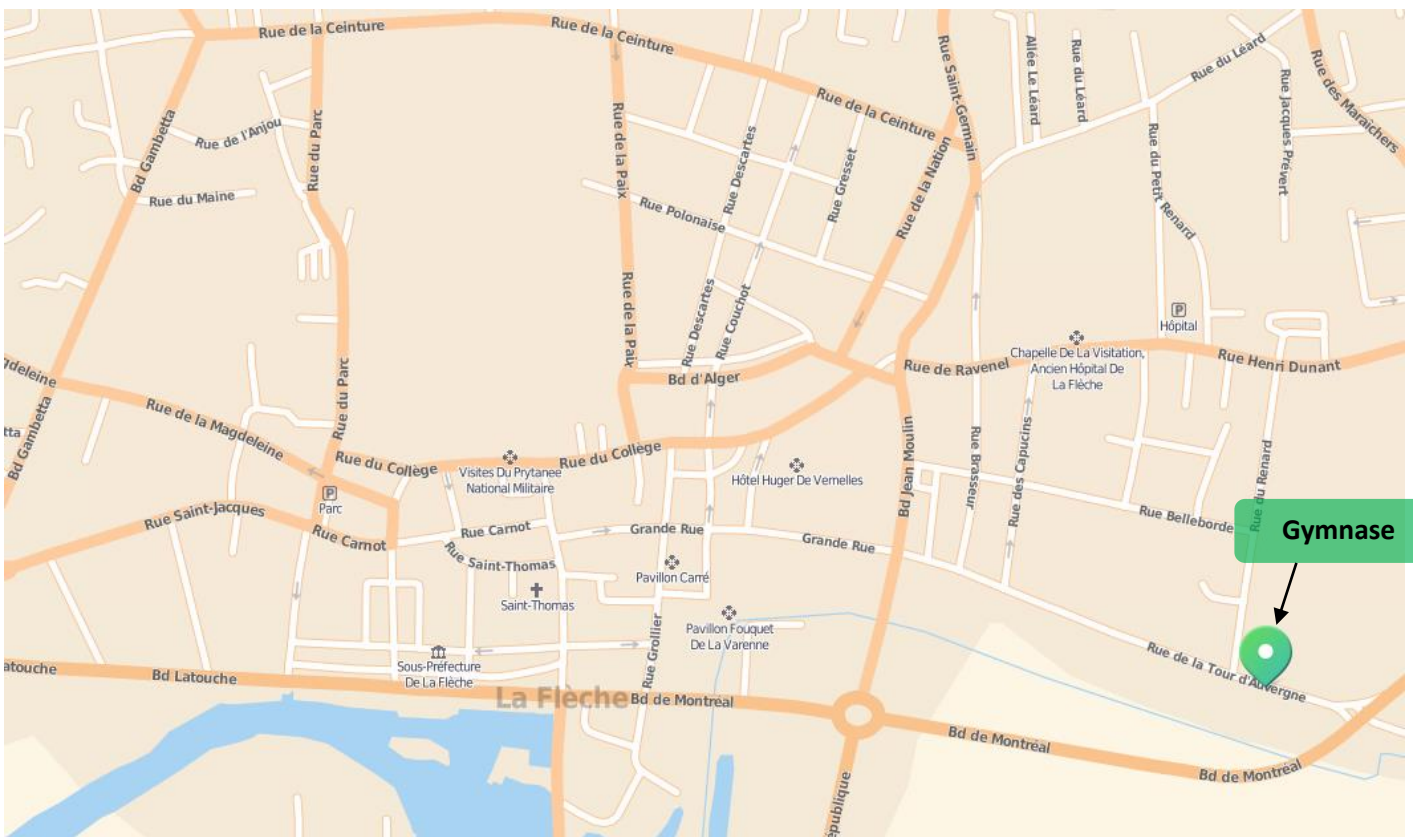 Rue de la Ceinture
Rue de la Ceinture
Rue de la Ceinture
Rue Saint-Germain
Allée Le Léard
Rue du Léard
Rue du Léard
Rue Jacques Prévert
Rue des Maraîchers
Bd Gambetta
Rue de l'Anjou
Rue du Parc
Rue du Maine
Rue de la Paix
Rue Descartes
Rue Gresset
Rue de la Nation
Rue du Petit Renard
Rue Polonaise
Rue de la Paix
Rue Descartes
Rue Couchot
Hôpital
Chapelle De La Visitation,
Ancien Hôpital De
La Flèche
Rue Henri Dunant
Rue de Ravenel
Bd d'Alger
gdeleine
Rue du Parc
Rue de la Magdeleine
Bd Gambetta
tta
Rue du Collège
Rue du Collège
Visites Du Prytanee
National Militaire
Hôtel Huger De Vernelles
Bd Jean Moulin
Rue Brasseur
Rue des Capucins
Rue du Renard
P
Parc
P
Rue Saint-Jacques
Rue Carnot
Rue Carnot
Grande Rue
Grande Rue
Rue Belleborde
Gymnase
Rue Saint-Thomas
Saint-Thomas
Pavillon Carré
Pavillon Fouquet
De La Varenne
Rue Grollier
Sous-Préfecture
De La Flèche
Rue de la Tour d'Auvergne
atouche
Bd Latouche
La Flèche
Bd de Montréal
Bd de Montréal
Bd de Montréal
épublique